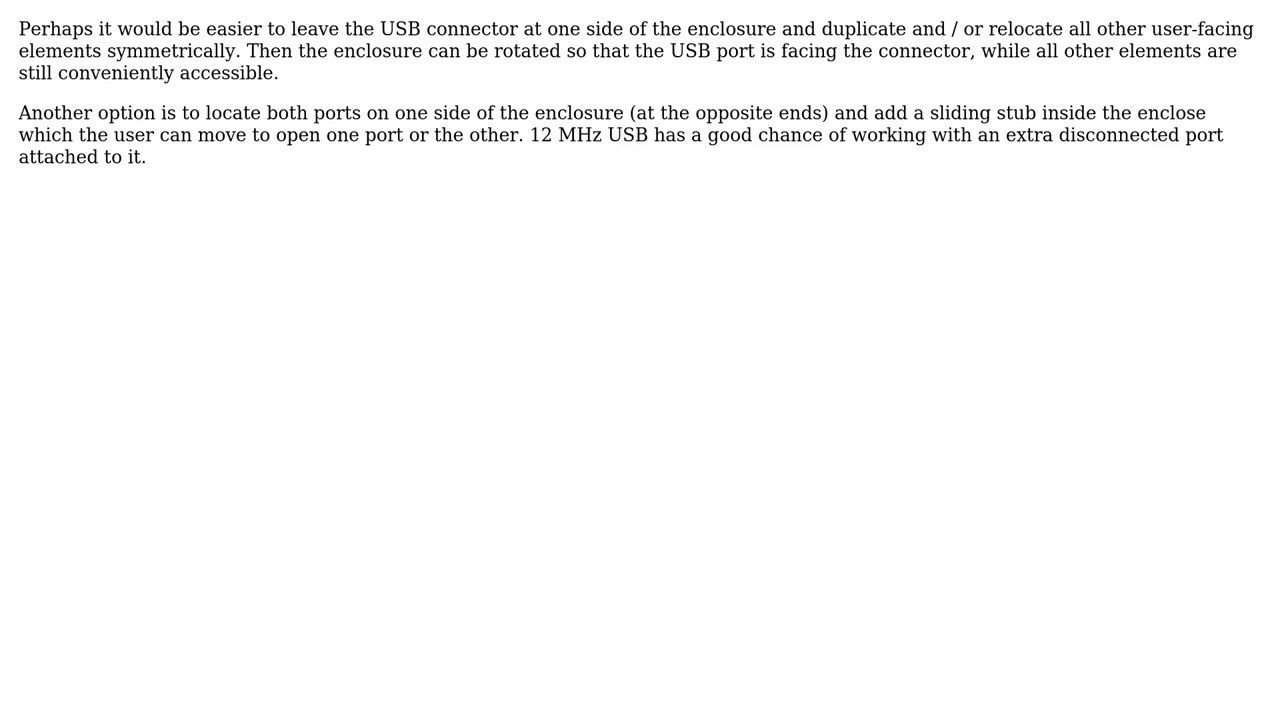 Perhaps it would be easier to leave the USB connector at one side of the enclosure and duplicate and / or relocate all other user-facing
elements symmetrically. Then the enclosure can be rotated so that the USB port is facing the connector, while all other elements are
still conveniently accessible.
Another option is to locate both ports on one side of the enclosure (at the opposite ends) and add a sliding stub inside the enclose
which the user can move to open one port or the other. 12 MHz USB has a good chance of working with an extra disconnected port
attached to it.